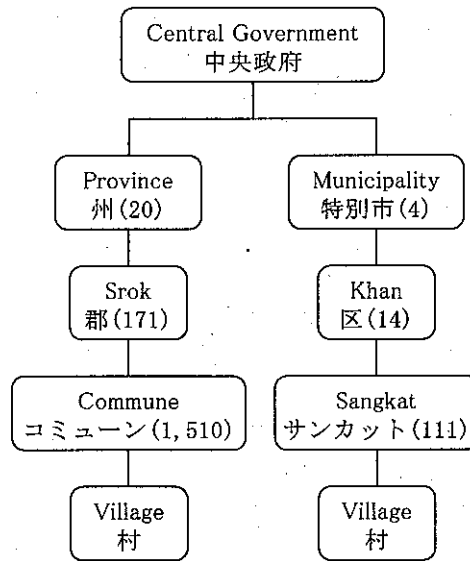 Central Government
中央政府
Province
州(20)
Municipality
特別市(4)
Srok
郡(171)
Khan
区(14)
Commune
コミューン(1,510)
Sangkat
サンカット(111)
Village
村
Village
村